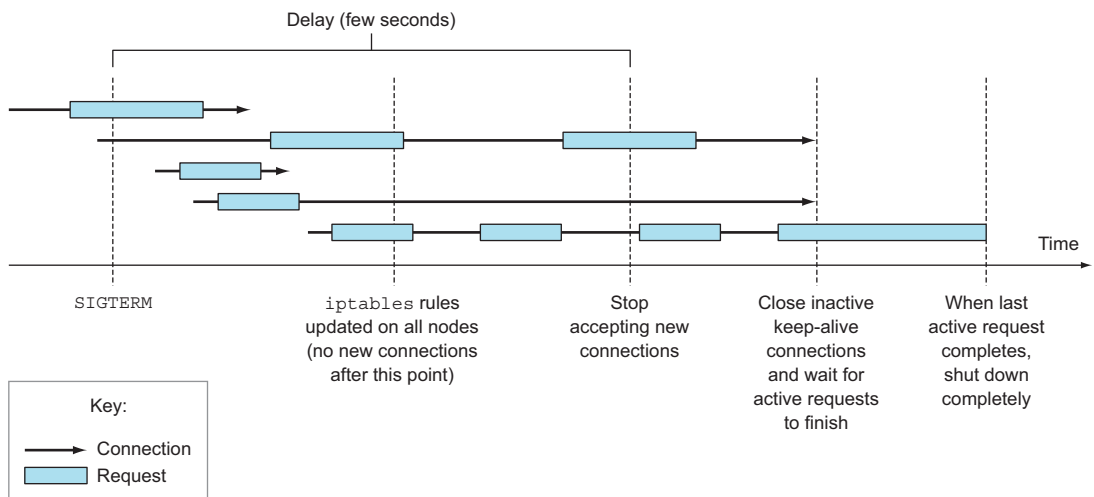 Delay (few seconds)
Time
SIGTERM
iptables rules
updated on all nodes
(no new connections
after this point)
Stop
accepting new
connections
Close inactive
keep-alive
connections
and wait for
active requests
to finish
When last
active request
completes,
shut down
completely
Key:
Connection
Request